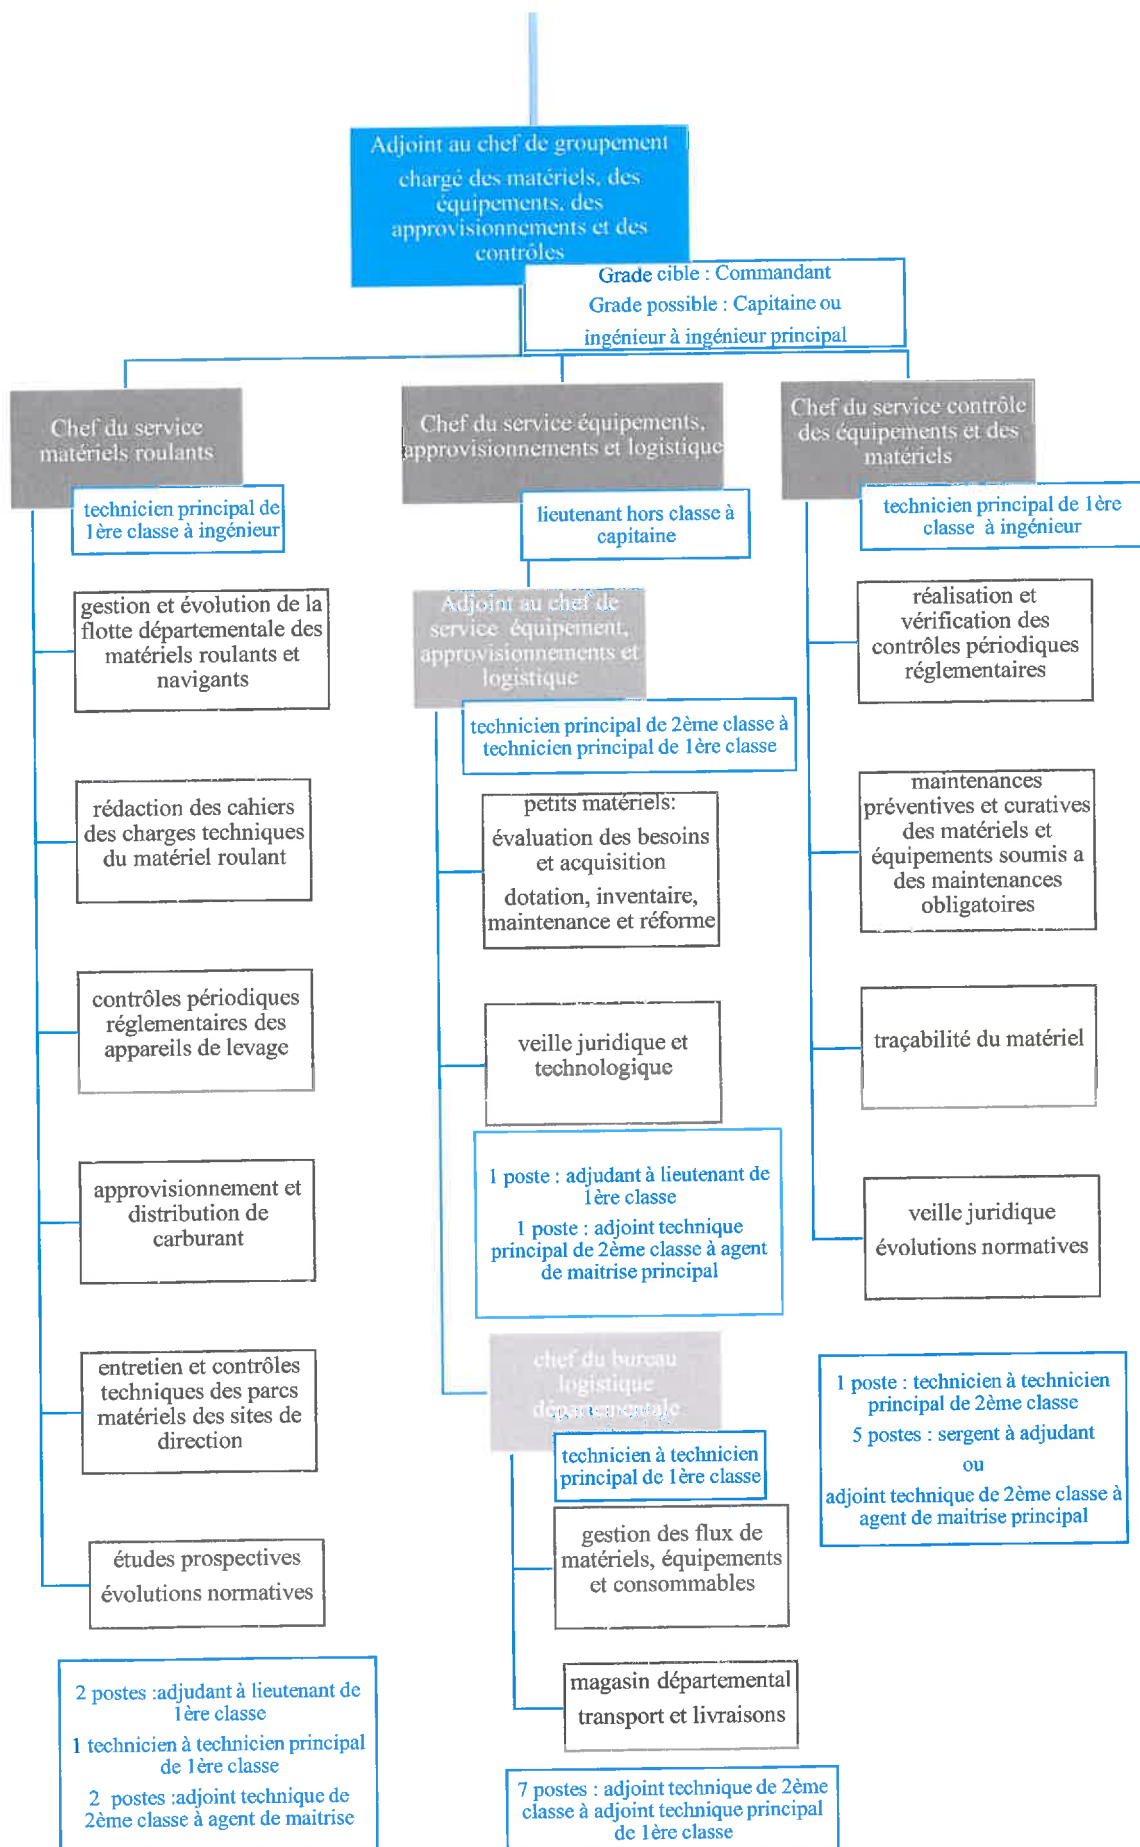 Adjoint au chef de groupement
chargé des matériels, des
équipements, des
approvisionnements et des
contrôles
Grade cible : Commandant
Grade possible : Capitaine ou
ingénieur à ingénieur principal
Chef du service
matériels roulants
technicien principal de
1ère classe à ingénieur
gestion et évolution de la
flotte départementale des
matériels roulants et
navigants
rédaction des cahiers
des charges techniques
du matériel roulant
contrôles périodiques
réglementaires des
appareils de levage
approvisionnement et
distribution de
carburant
entretien et contrôles
techniques des parcs
matériels des sites de
direction
études prospectives
évolutions normatives
2 postes :adjudant à lieutenant de
1ère classe
1 technicien à technicien principal
de 1ère classe
2 postes :adjoint technique de
2ème classe à agent de maitrise
Chef du service équipements,
approvisionnements et logistique
lieutenant hors classe à
capitaine
Adjoint au chef de
service équipement,
approvisionnements et
logistique
technicien principal de 2ème classe à
technicien principal de 1ère classe
petits matériels:
évaluation des besoins
et acquisition
dotation, inventaire,
maintenance et réforme
veille juridique et
technologique
1 poste : adjudant à lieutenant de
1ère classe
1 poste : adjoint technique
principal de 2ème classe à agent
de maitrise principal
chef du bureau
logistique
départementale
technicien à technicien
principal de 1ère classe
gestion des flux de
matériels, équipements
et consommables
magasin départemental
transport et livraisons
7 postes : adjoint technique de 2ème
classe à adjoint technique principal
de 1ère classe
Chef du service contrôle
des équipements et des
matériels
technicien principal de 1ère
classe à ingénieur
réalisation et
vérification des
contrôles périodiques
réglementaires
maintenances
préventives et curatives
des matériels et
équipements soumis a
des maintenances
obligatoires
traçabilité du matériel
veille juridique
évolutions normatives
1 poste : technicien à technicien
principal de 2ème classe
5 postes : sergent à adjudant
ou
adjoint technique de 2ème classe à
agent de maitrise principal